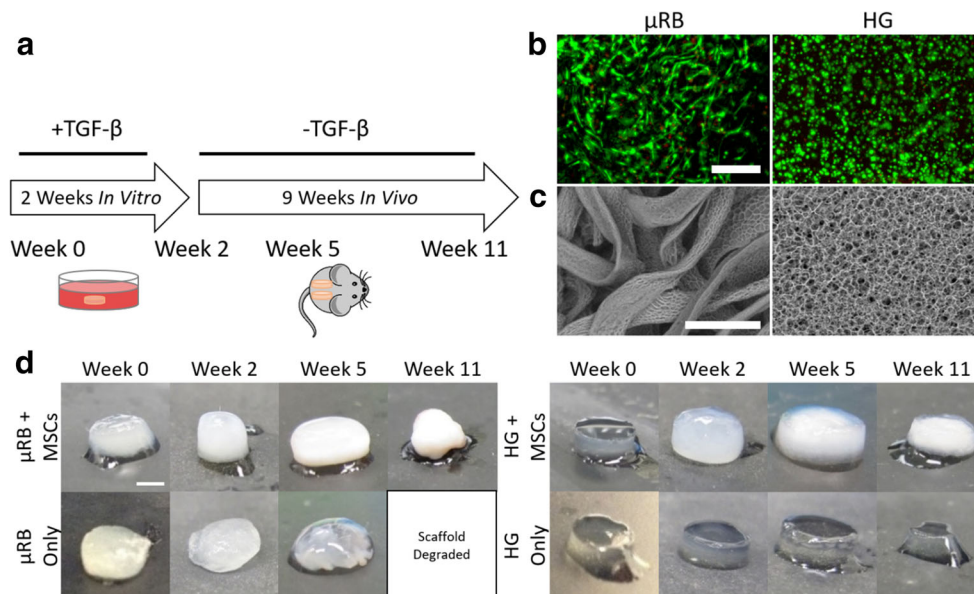 a
+TGF-β
-TGF-β
2 Weeks In Vitro
9 Weeks In Vivo
Week 0
Week 2
Week 5
Week 11
b
µRB
HG
c
d
Week 0
Week 2
Week 5
Week 11
µRB +
MSCs
µRB
Only
Scaffold
Degraded
Week 0
Week 2
Week 5
Week 11
HG +
MSCs
HG
Only